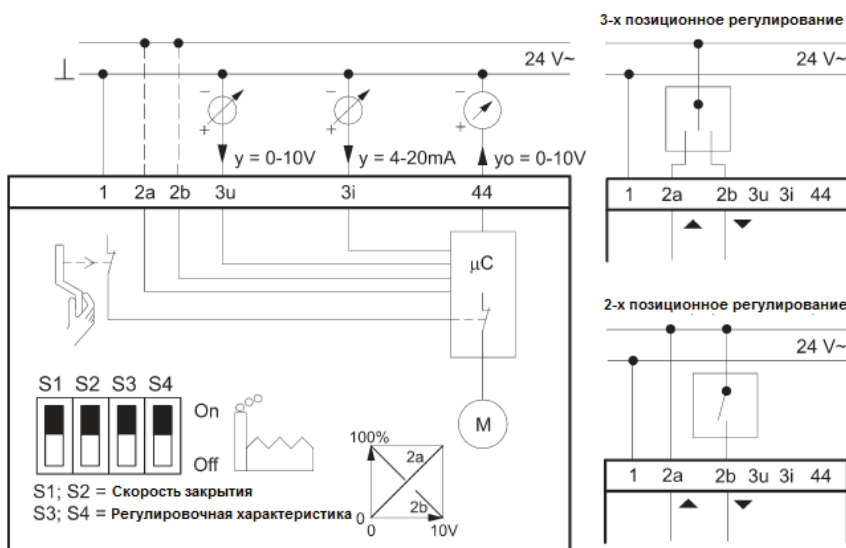 3-х позиционное регулирование
24 V~
24 V~
y = 0-10V
y = 4-20mA
yo = 0-10V
1 2a 2b 3u 3i 44
1 2a 2b 3u 3i 44
µC
2-х позиционное регулирование
24 V~
S1 S2 S3 S4
On
Off
M
100%
2a
2b
0
0 10V
1 2a 2b 3u 3i 44
S1; S2 = Скорость закрытия
S3; S4 = Регулировочная характеристика